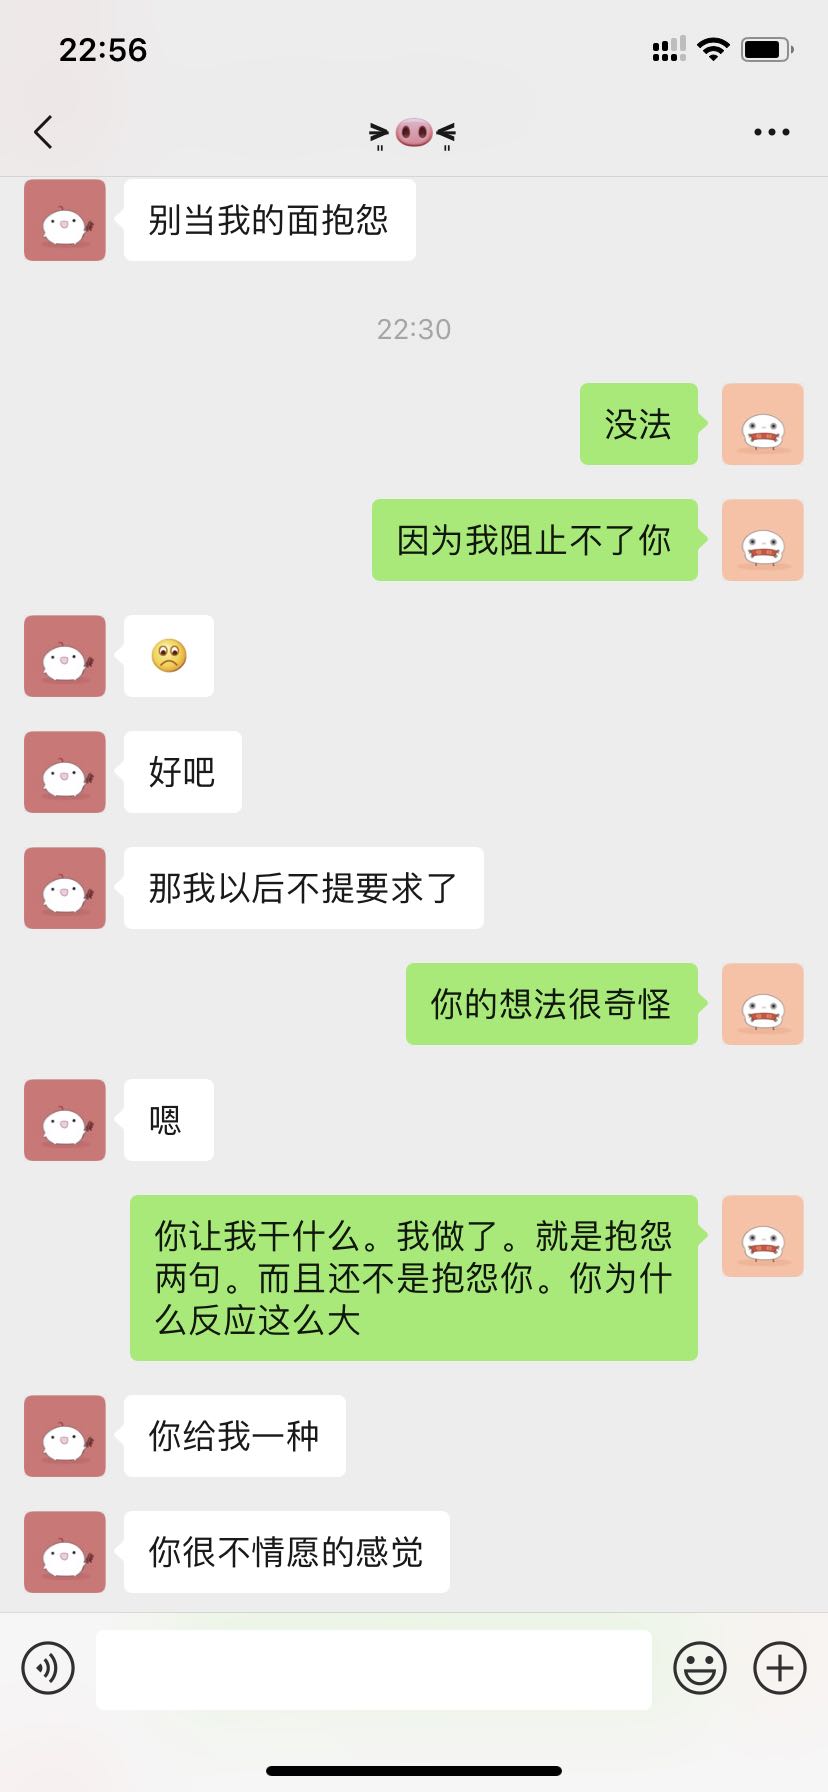 22:56
别当我的面抱怨
22:30
没法
因为我阻止不了你
好吧
那我以后不提要求了
你的想法很奇怪
嗯
你让我干什么。我做了。就是抱怨
两句。而且还不是抱怨你。你为什
么反应这么大
你给我一种
你很不情愿的感觉